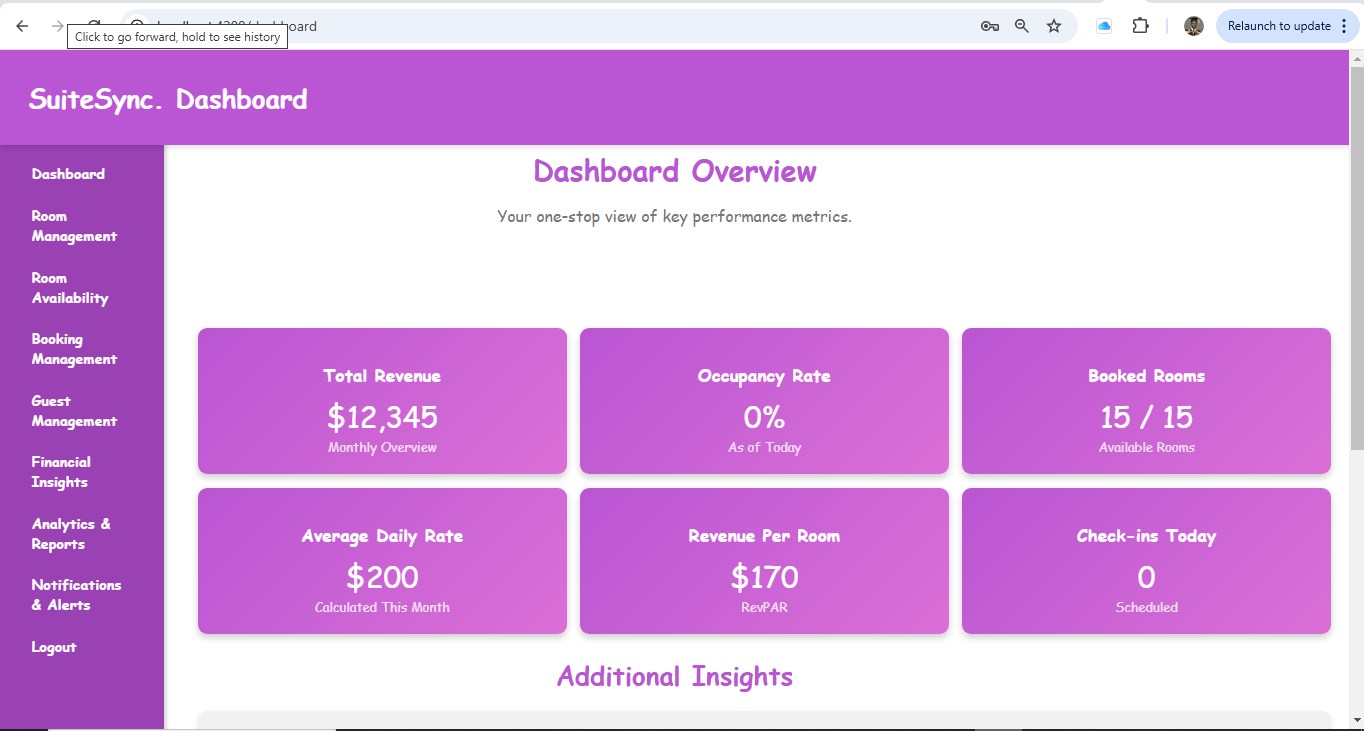 Click to go forward, hold to see history
board
Relaunch to update
SuiteSync. Dashboard
Dashboard
Room
Management
Room
Availability
Booking
Management
Guest
Management
Financial
Insights
Analytics &
Reports
Notifications
& Alerts
Logout
Dashboard Overview
Your one-stop view of key performance metrics.
Total Revenue
$12,345
Monthly Overview
Occupancy Rate
0%
As of Today
Booked Rooms
15 / 15
Available Rooms
Average Daily Rate
$200
Calculated This Month
Revenue Per Room
$170
RevPAR
Check-ins Today
0
Scheduled
Additional Insights